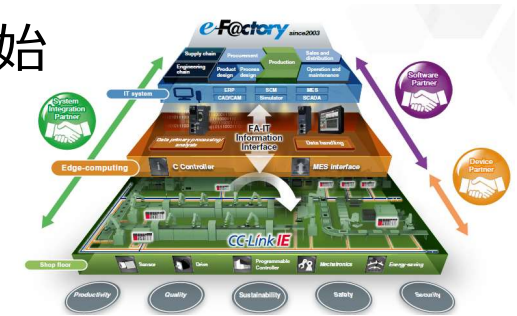 始
e-F@ctory since2003
Supply chain
Procurement
Production
Sales and
distribution
Engineering
chain
Product
design
Process
design
Operation and
maintenance
IT system
ERP
SCM
MES
CAD/CAM
Simulator
SCADA
System
Integration
Partner
Software
Partner
FA-IT
Information
Interface
Data primary processing/
analysis
Data handling
Edge-computing
C Controller
MES Interface
Device
Partner
CC-Link IE
Shop floor
Sensor
Drive
Programmable
Controller
Mechatronics
Energy-saving
Productivity
Quality
Sustainability
Safety
Security